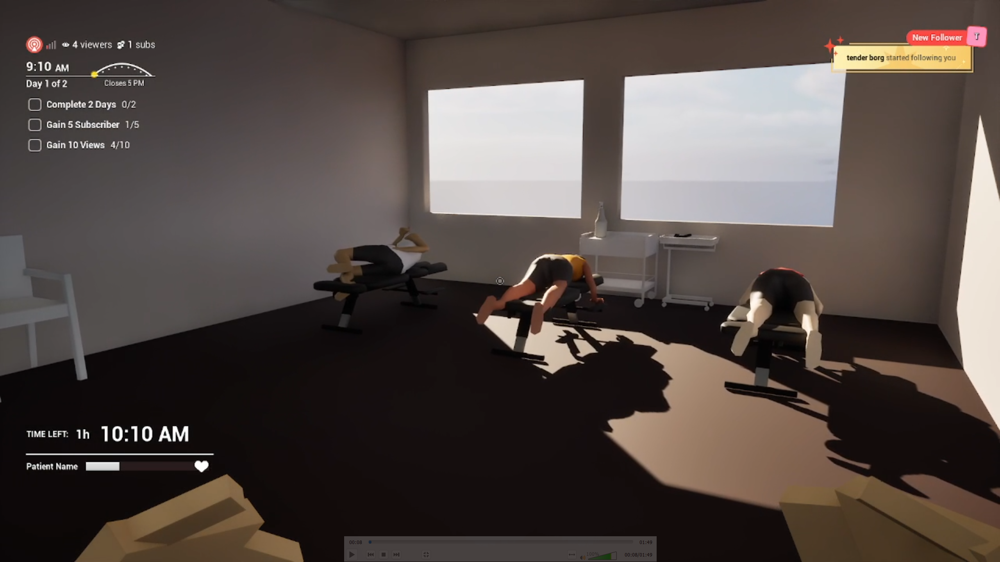 4 viewers 1 subs
9:10 AM
Day 1 of 2
Closes 5 PM
Complete 2 Days 0/2
Gain 5 Subscriber 1/5
Gain 10 Views 4/10
New Follower T
tender borg started following you
TIME LEFT: 1h 10:10 AM
Patient Name
00:08 01:49
100% 00:08/01:49